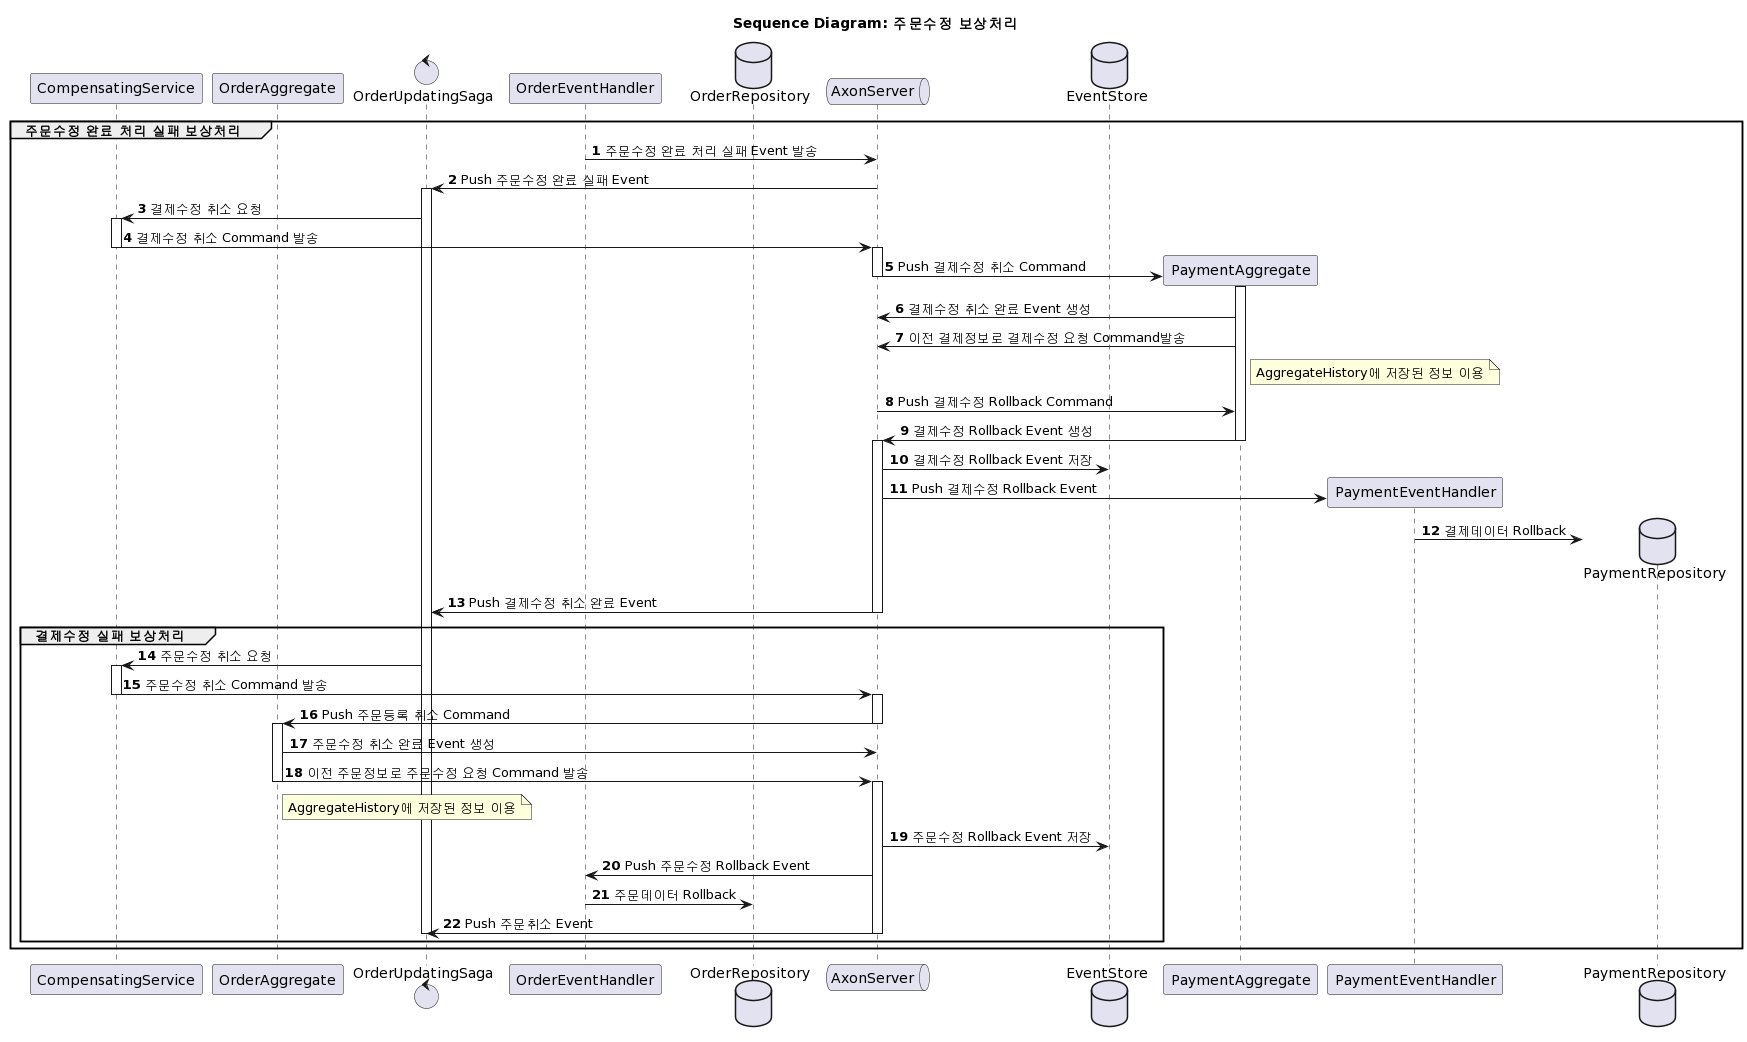 Sequence Diagram: 주문수정 보상처리
CompensatingService
OrderAggregate
OrderUpdatingSaga
OrderEventHandler
OrderRepository
AxonServer
EventStore
주문수정 완료 처리 실패 보상처리
1 주문수정 완료 처리 실패 Event 발송
2 Push 주문수정 완료 실패 Event
3 결제수정 취소 요청
4 결제수정 취소 Command 발송
5 Push 결제수정 취소 Command
PaymentAggregate
6 결제수정 취소 완료 Event 생성
7 이전 결제정보로 결제수정 요청 Command발송
AggregateHistory에 저장된 정보 이용
8 Push 결제수정 Rollback Command
9 결제수정 Rollback Event 생성
10 결제수정 Rollback Event 저장
11 Push 결제수정 Rollback Event
PaymentEventHandler
12 결제데이터 Rollback
PaymentRepository
13 Push 결제수정 취소 완료 Event
결제수정 실패 보상처리
14 주문수정 취소 요청
15 주문수정 취소 Command 발송
16 Push 주문등록 취소 Command
17 주문수정 취소 완료 Event 생성
18 이전 주문정보로 주문수정 요청 Command 발송
AggregateHistory에 저장된 정보 이용
19 주문수정 Rollback Event 저장
20 Push 주문수정 Rollback Event
21 주문데이터 Rollback
22 Push 주문취소 Event
CompensatingService
OrderAggregate
OrderUpdatingSaga
OrderEventHandler
OrderRepository
AxonServer
EventStore
PaymentAggregate
PaymentEventHandler
PaymentRepository